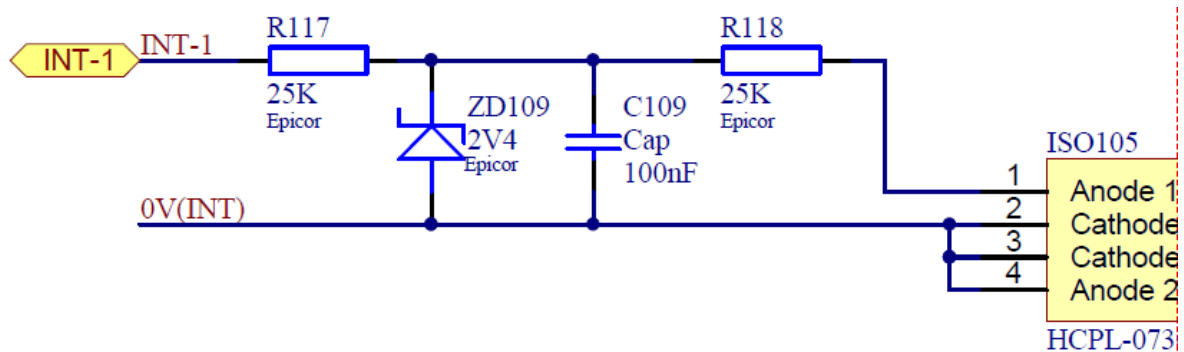 R117
R118
INT-1
INT-1
25K
Epicor
ZD109
2V4
Epicor
C109
Cap
100nF
25K
Epicor
ISO105
0V(INT)
1
Anode 1
2
Cathode
3
Cathode
4
Anode 2
HCPL-073